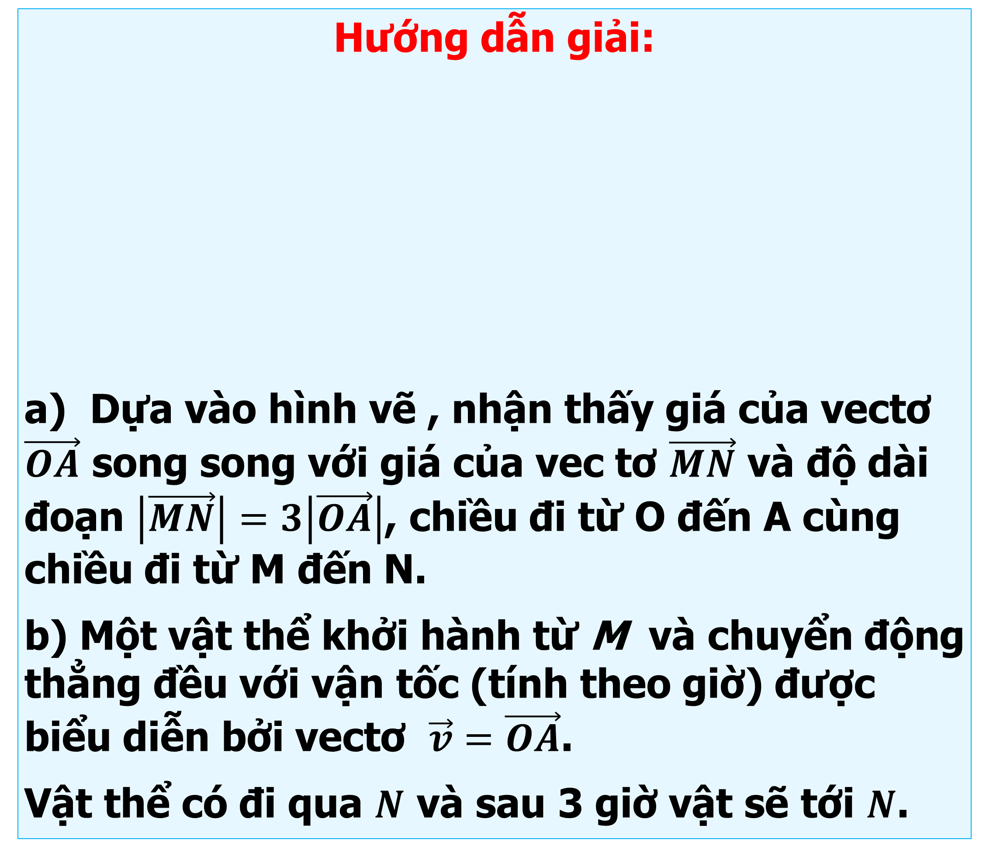 Hướng dẫn giải:
a) Dựa vào hình vẽ , nhận thấy giá của vectơ
$\overrightarrow{OA}$ song song với giá của vec tơ $\overrightarrow{MN}$ và độ dài
đoạn $|\overrightarrow{MN}| = 3|\overrightarrow{OA}|$, chiều đi từ O đến A cùng
chiều đi từ M đến N.
b) Một vật thể khởi hành từ M và chuyển động
thẳng đều với vận tốc (tính theo giờ) được
biểu diễn bởi vecto $\overrightarrow{v} = \overrightarrow{OA}$.
Vật thể có đi qua N và sau 3 giờ vật sẽ tới N.